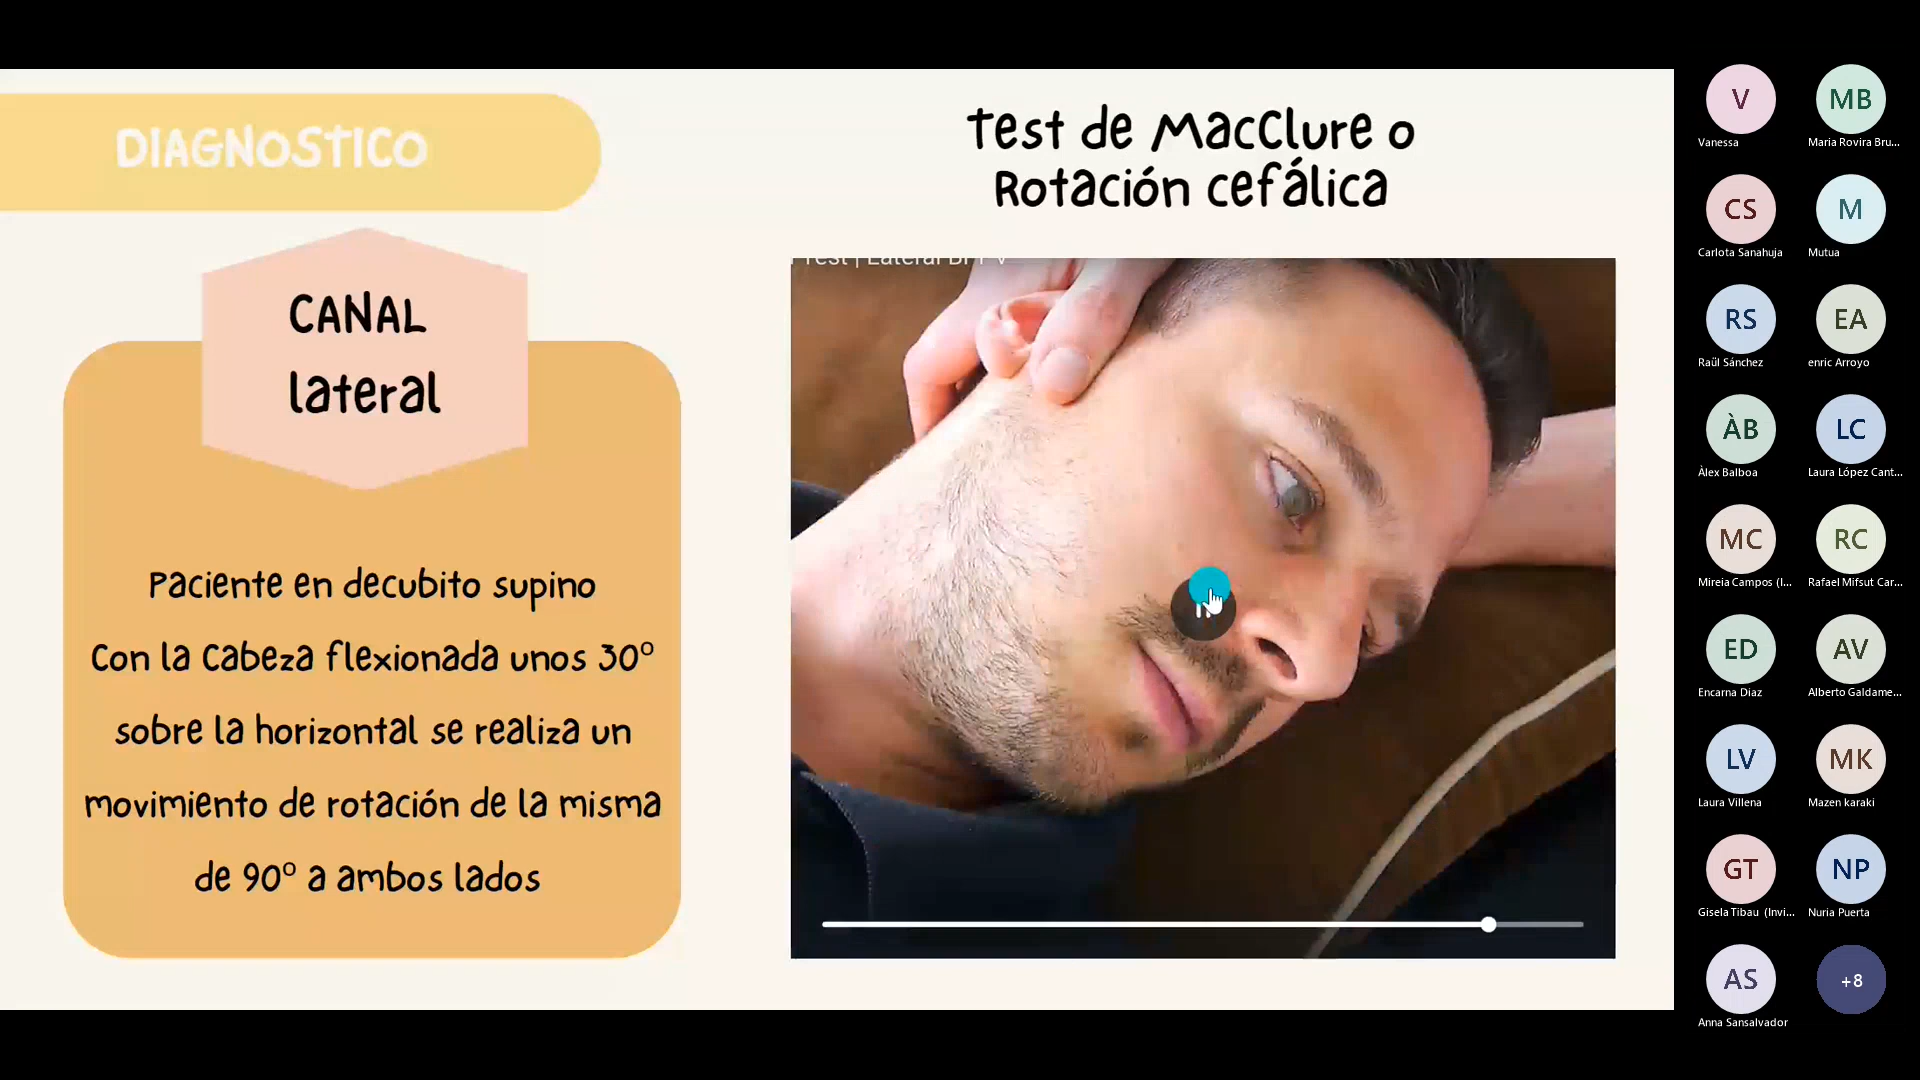 DIAGNOSTICO
Test de MacClure o
Rotación cefálica
CANAL
lateral
Paciente en decubito supino
Con la Cabeza flexionada unos 30º
sobre la horizontal se realiza un
movimiento de rotación de la misma
de 90º a ambos lados
Test | Lateral BPPV
V
Vanessa
MB
Maria Rovira Bru...
CS
Carlota Sanahuja
M
Mutua
RS
Raül Sánchez
EA
enric Arroyo
ÀB
Àlex Balboa
LC
Laura López Cant...
MC
Mireia Campos (I...
RC
Rafael Mifsut Car...
ED
Encarna Diaz
AV
Alberto Galdame...
LV
Laura Villena
MK
Mazen karaki
GT
Gisela Tibau (Invi...
NP
Nuria Puerta
AS
Anna Sansalvador
+8